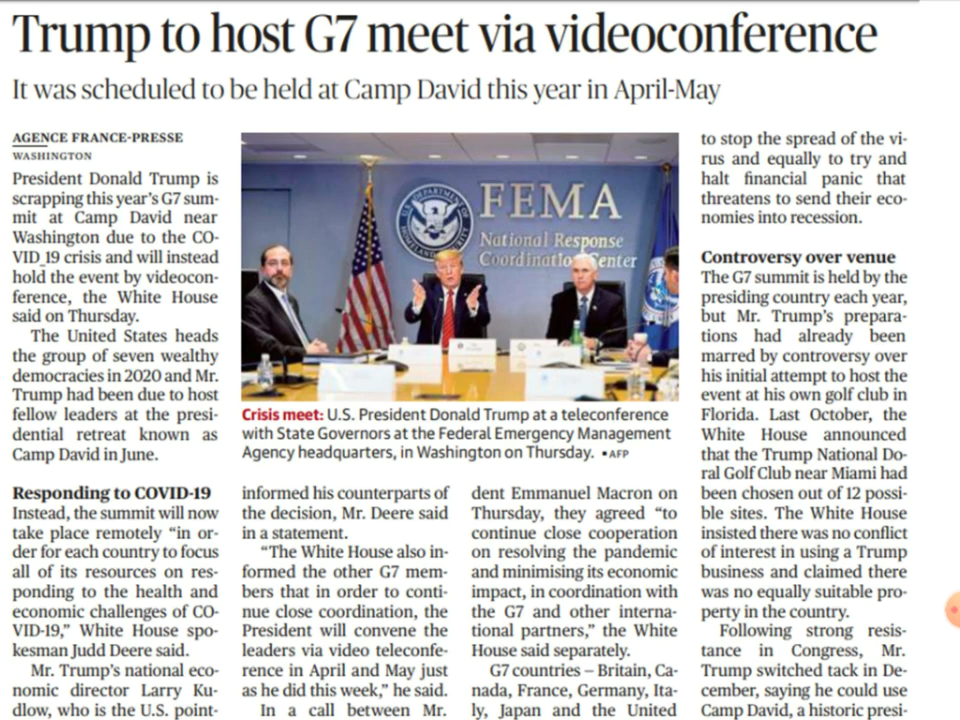 Trump to host G7 meet via videoconference
It was scheduled to be held at Camp David this year in April-May
AGENCE FRANCE-PRESSE
WASHINGTON
President Donald Trump is
scrapping this year's G7 sum-
mit at Camp David near
Washington due to the CO-
VID_19 crisis and will instead
hold the event by videocon-
ference, the White House
said on Thursday.
The United States heads
the group of seven wealthy
democracies in 2020 and Mr.
Trump had been due to host
fellow leaders at the presi-
dential retreat known as
Camp David in June.
Responding to COVID-19
Instead, the summit will now
take place remotely “in or-
der for each country to focus
all of its resources on res-
ponding to the health and
economic challenges of CO-
VID-19,” White House spo-
kesman Judd Deere said.
Mr. Trump's national eco-
nomic director Larry Ku-
dlow, who is the U.S. point-
FEMA
National Response
Coordination Center
Crisis meet: U.S. President Donald Trump at a teleconference
with State Governors at the Federal Emergency Management
Agency headquarters, in Washington on Thursday. ▪AFP
informed his counterparts of
the decision, Mr. Deere said
in a statement.
“The White House also in-
formed the other G7 mem-
bers that in order to conti-
nue close coordination, the
President will convene the
leaders via video teleconfe-
rence in April and May just
as he did this week,” he said.
In a call between Mr.
dent Emmanuel Macron on
Thursday, they agreed “to
continue close cooperation
on resolving the pandemic
and minimising its economic
impact, in coordination with
the G7 and other interna-
tional partners,” the White
House said separately.
G7 countries – Britain, Ca-
nada, France, Germany, Ita-
ly, Japan and the United
to stop the spread of the vi-
rus and equally to try and
halt financial panic that
threatens to send their eco-
nomies into recession.
Controversy over venue
The G7 summit is held by the
presiding country each year,
but Mr. Trump's prepara-
tions had already been
marred by controversy over
his initial attempt to host the
event at his own golf club in
Florida. Last October, the
White House announced
that the Trump National Do-
ral Golf Club near Miami had
been chosen out of 12 possi-
ble sites. The White House
insisted there was no conflict
of interest in using a Trump
business and claimed there
was no equally suitable pro-
perty in the country.
Following strong resis-
tance in Congress, Mr.
Trump switched tack in De-
cember, saying he could use
Camp David, a historic presi-